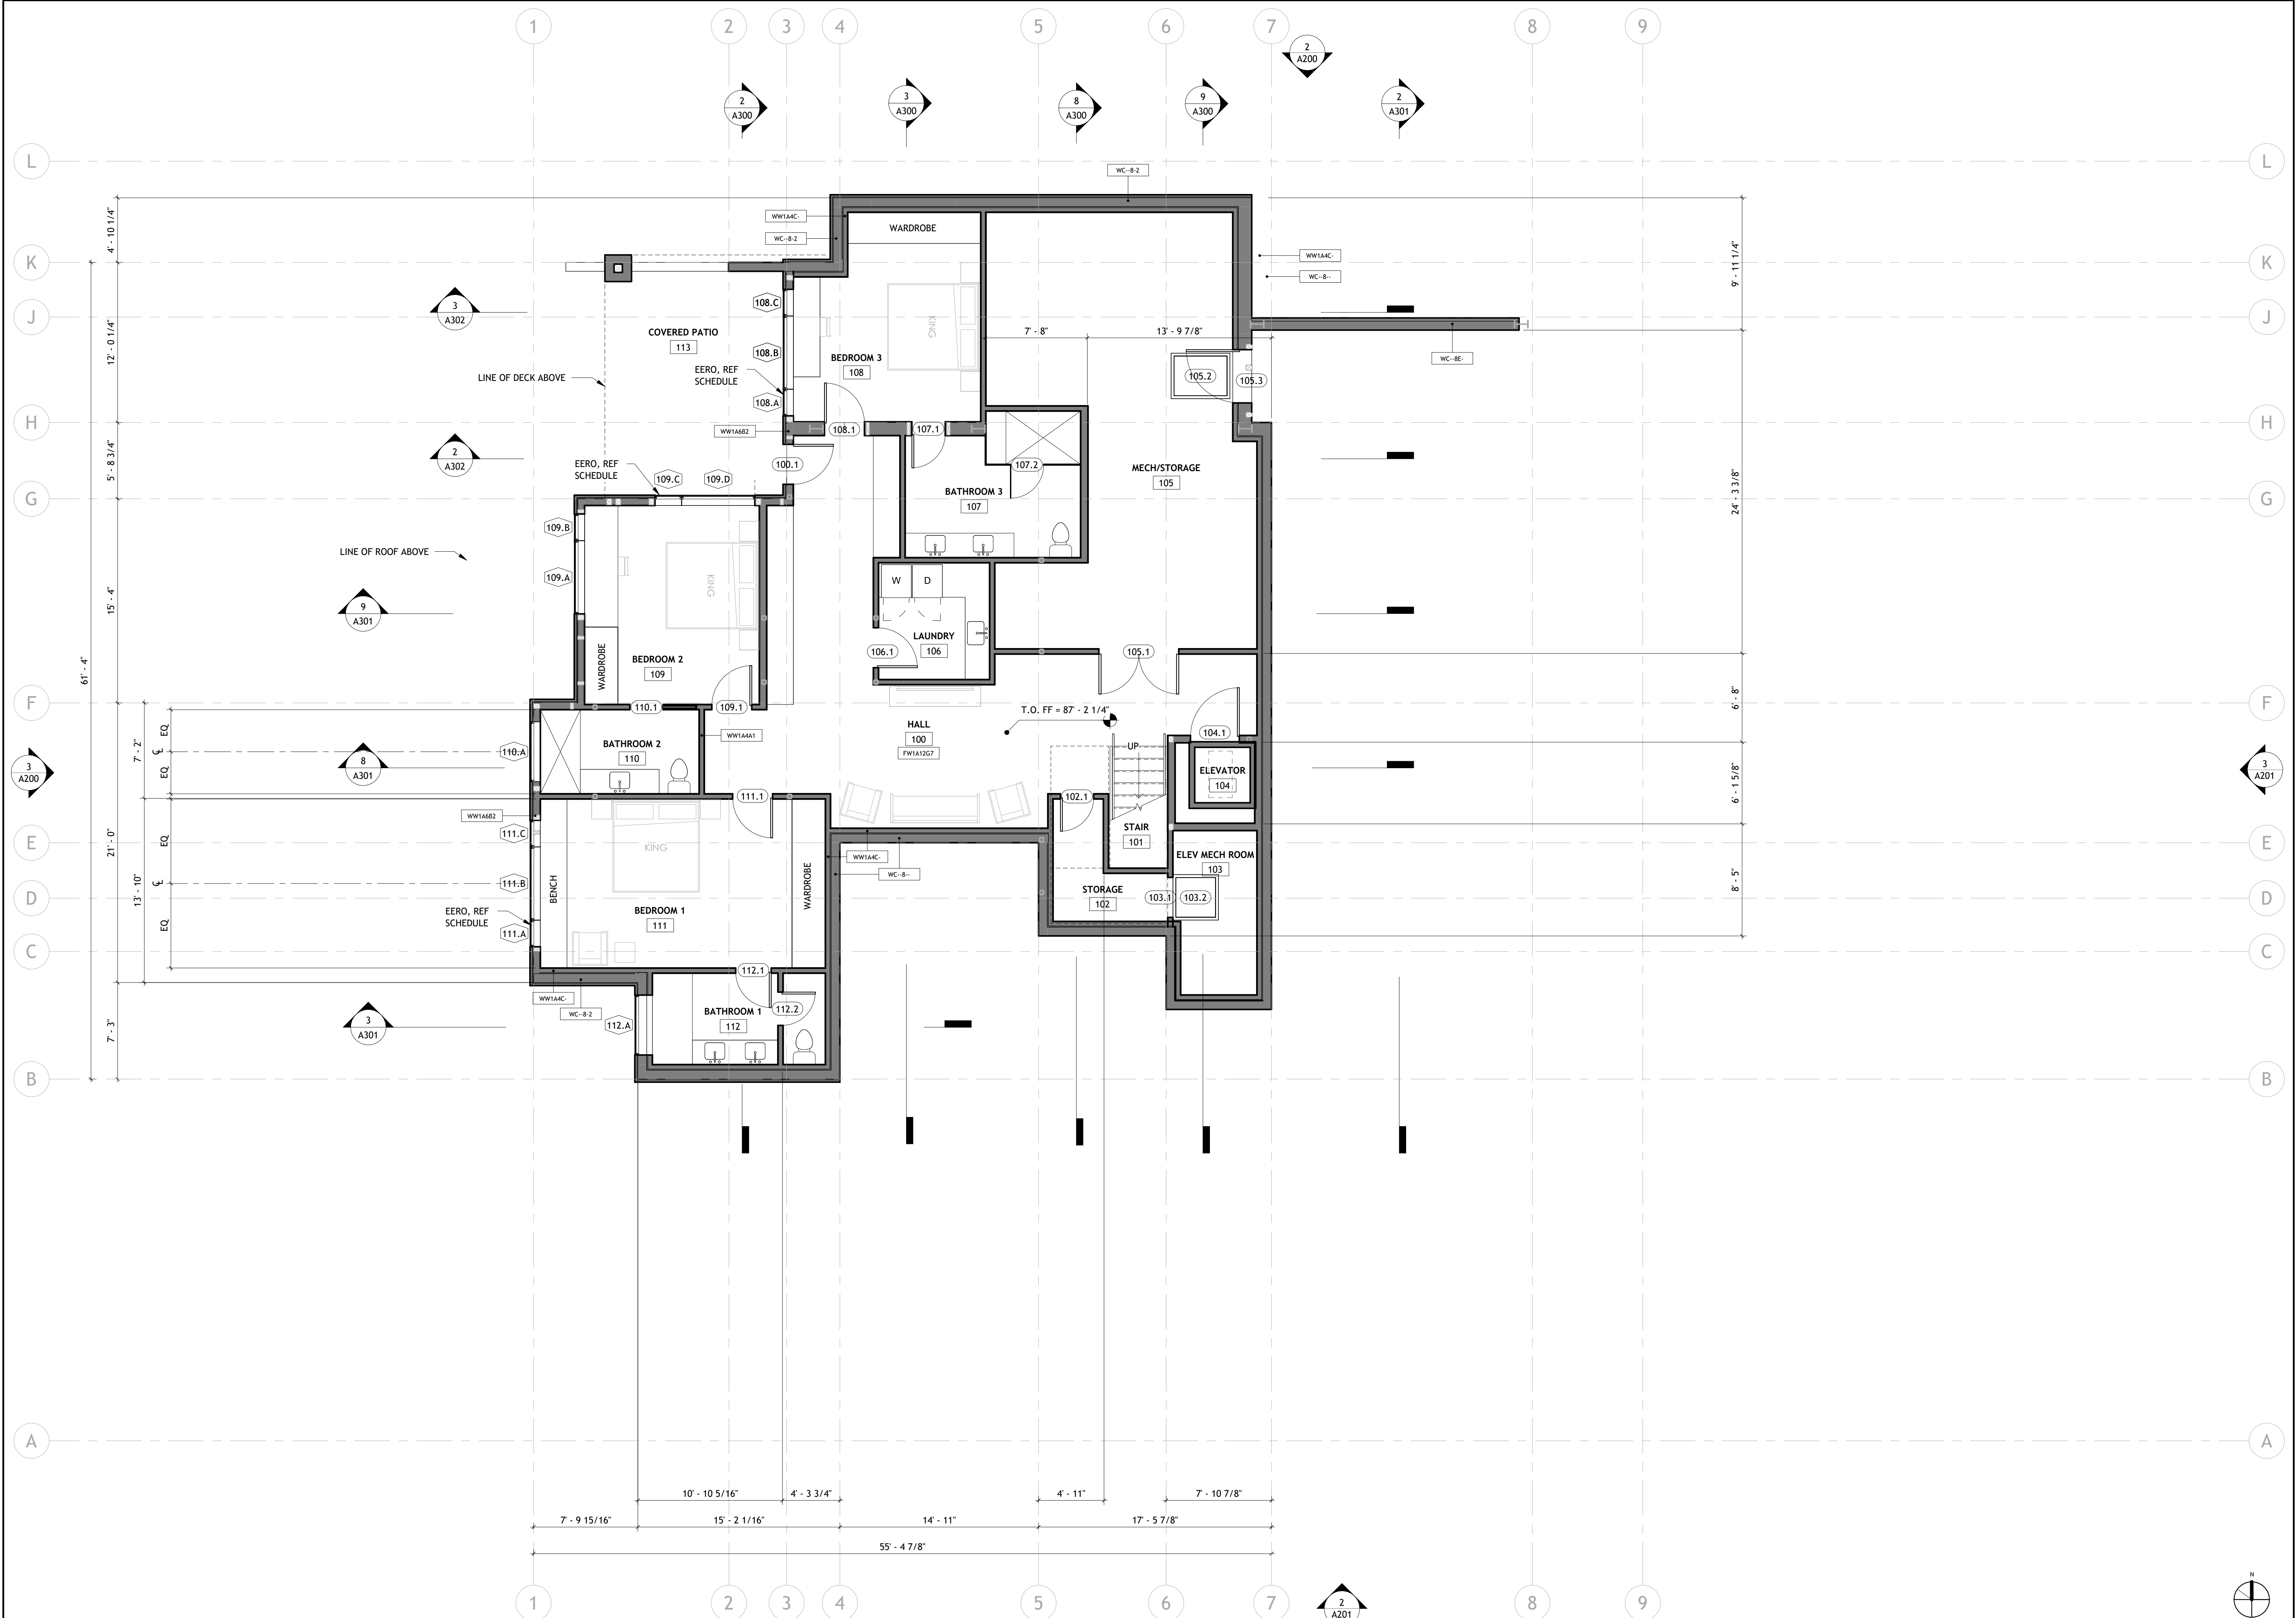 1 2 3 4 5 6 7 8 9
2
A200
2
A300
3
A300
8
A300
9
A300
2
A301
L L
WC--8-2
WW1A4C-
WARDROBE
WC--8-2
4' - 10 1/4"
9' - 11 1/4"
WW1A4C-
K K
WC--8--
108.C
3
A302
J J
KING
7' - 8"
13' - 9 7/8"
COVERED PATIO
113
12' - 0 1/4"
108.B
BEDROOM 3
108
WC--8E-
EERO, REF
SCHEDULE
LINE OF DECK ABOVE
105.2
105.3
108.A
H H
WW1A6B2
108.1
107.1
2
A302
5' - 8 3/4"
EERO, REF
SCHEDULE
100.1
107.2
MECH/STORAGE
105
109.C
109.D
BATHROOM 3
107
24' - 3 3/8"
G G
109.B
LINE OF ROOF ABOVE
109.A
KING
W D
15' - 4"
9
A301
LAUNDRY
106
106.1
105.1
BEDROOM 2
109
WARDROBE
61' - 4"
6' - 8"
F F
110.1
109.1
T.O. FF = 87' - 2 1/4"
HALL
100
FW1A12G7
104.1
WW1A4A1
EQ
7' - 2"
EQ
BATHROOM 2
110
110.A
UP
3
A200
8
A301
ELEVATOR
104
3
A201
6' - 1 5/8"
111.1
102.1
WW1A6B2
111.C
STAIR
101
E E
21' - 0"
EQ
KING
WW1A4C-
WC--8--
ELEV MECH ROOM
103
111.B
BENCH
WARDROBE
13' - 10"
STORAGE
102
103.1
103.2
8' - 5"
D D
BEDROOM 1
111
EERO, REF
SCHEDULE
EQ
111.A
C C
112.1
WW1A4C-
WC--8-2
112.2
BATHROOM 1
112
112.A
3
A301
7' - 3"
B B
A A
10' - 10 5/16"
4' - 3 3/4"
4' - 11"
7' - 10 7/8"
7' - 9 15/16"
15' - 2 1/16"
14' - 11"
17' - 5 7/8"
55' - 4 7/8"
1 2 3 4 5 6 7 8 9
2
A201
N